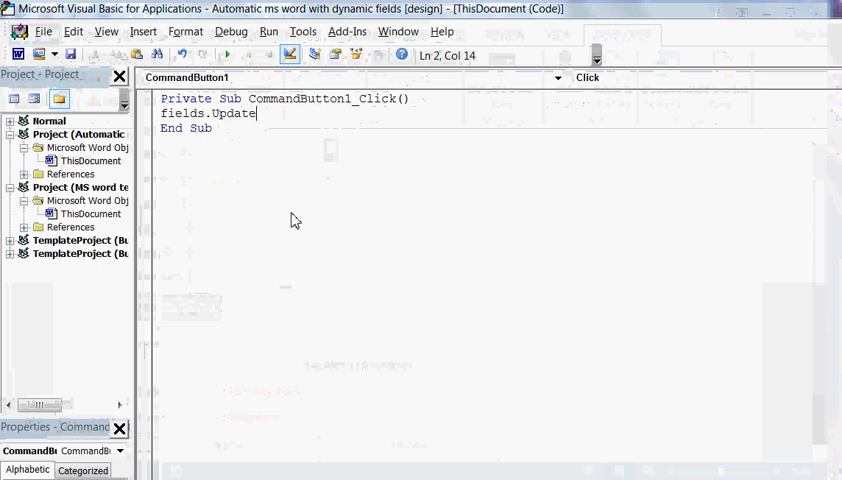 Microsoft Visual Basic for Applications - Automatic ms word with dynamic fields [design] - [ThisDocument (Code)]
File Edit View Insert Format Debug Run Tools Add-Ins Window Help
Ln 2, Col 14
Project - Project
CommandButton1 Click
Private Sub CommandButton1_Click()
fields.Update
End Sub
Normal
Project (Automatic
Microsoft Word Obj
ThisDocument
References
Project (MS word te
Microsoft Word Obj
ThisDocument
References
TemplateProject (Bu
TemplateProject (Bu
Properties - Command
CommandBu CommandBu
Alphabetic Categorized